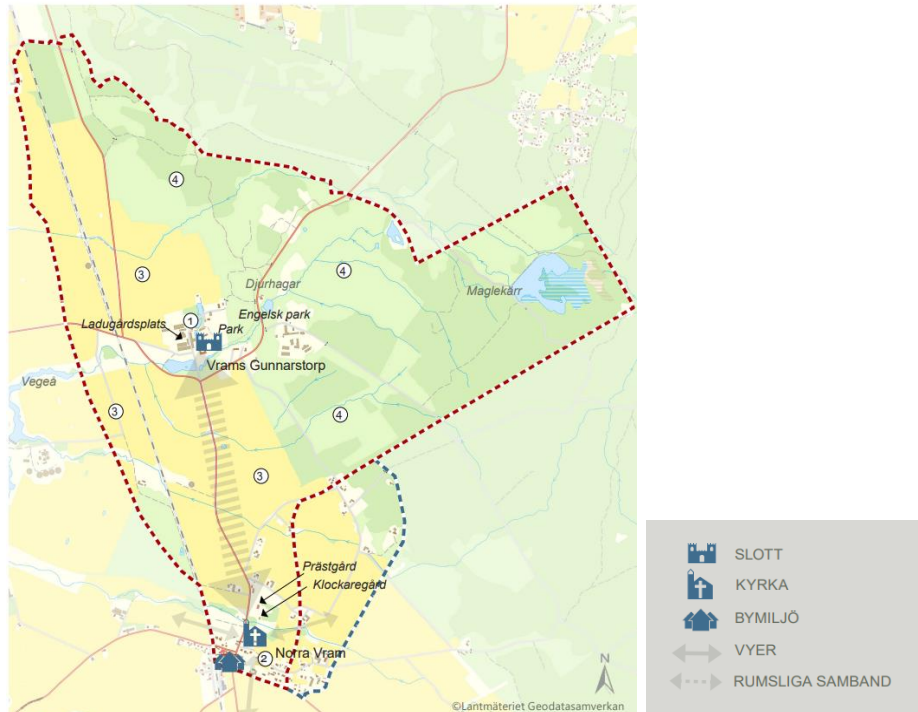 4
3
4
Djurhagar
Maglekärr
Engelsk park
1
Ladugårdsplats
Park
Vrams Gunnarstorp
Vegeå
3
4
3
Prästgård
Klockaregård
Norra Vram
2
N
©Lantmäteriet Geodatasamverkan
SLOTT
KYRKA
BYMILJÖ
VYER
RUMSLIGA SAMBAND